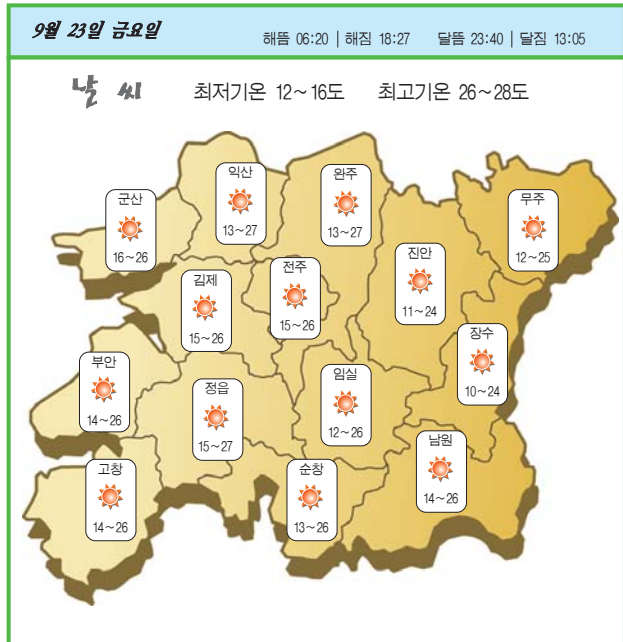 9월 23일 금요일
해뜸 06:20 | 해짐 18:27 달뜸 23:40 | 달짐 13:05
날 씨 최저기온 12~16도 최고기온 26~28도
익산
13~27
완주
13~27
군산
16~26
무주
12~25
진안
11~24
김제
15~26
전주
15~26
장수
10~24
부안
14~26
정읍
15~27
임실
12~26
남원
14~26
고창
14~26
순창
13~26